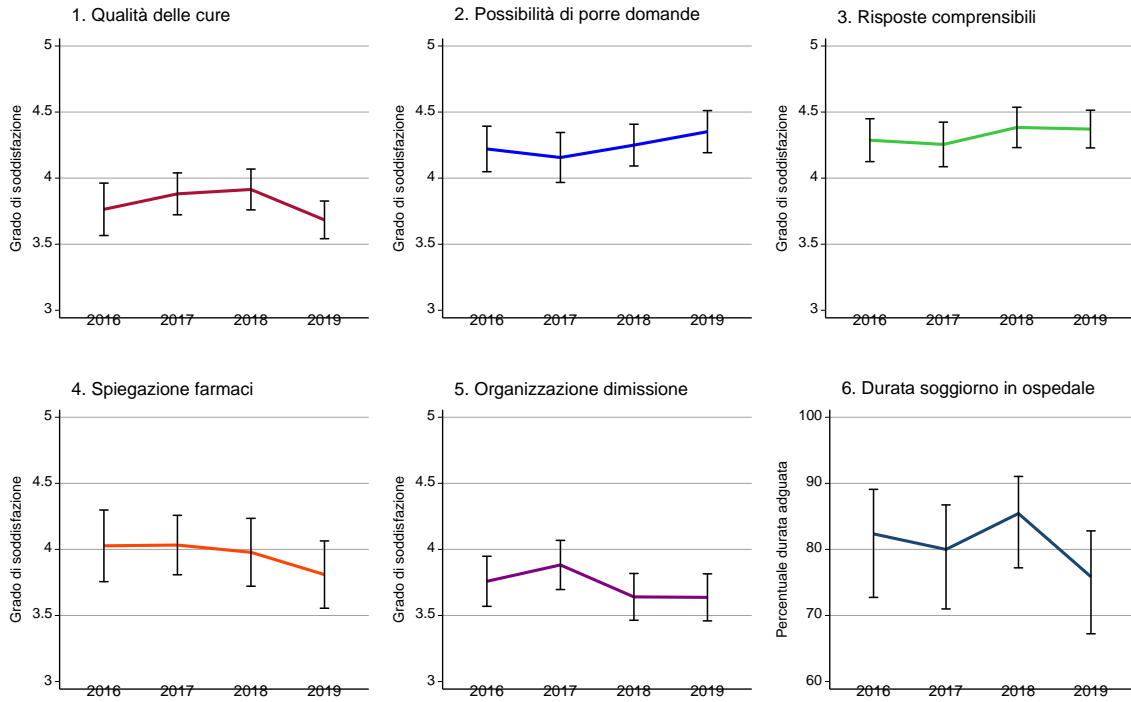 1. Qualità delle cure
Grado di soddisfazione
5
4.5
4
3.5
3
2016 2017 2018 2019
2. Possibilità di porre domande
Grado di soddisfazione
5
4.5
4
3.5
3
2016 2017 2018 2019
3. Risposte comprensibili
Grado di soddisfazione
5
4.5
4
3.5
3
2016 2017 2018 2019
4. Spiegazione farmaci
Grado di soddisfazione
5
4.5
4
3.5
3
2016 2017 2018 2019
5. Organizzazione dimissione
Grado di soddisfazione
5
4.5
4
3.5
3
2016 2017 2018 2019
6. Durata soggiorno in ospedale
Percentuale durata adguata
100
90
80
70
60
2016 2017 2018 2019